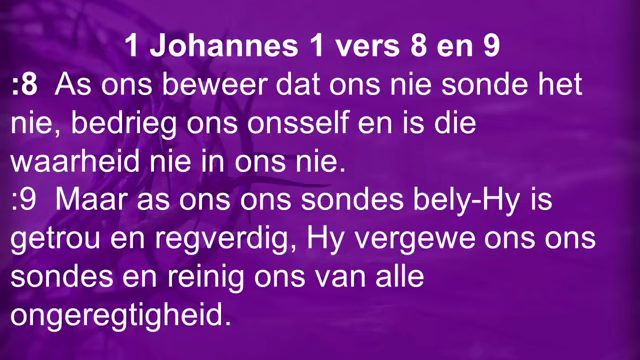 1 Johannes 1 vers 8 en 9
:8 As ons beweer dat ons nie sonde het
nie, bedrieg ons onsself en is die
waarheid nie in ons nie.
:9 Maar as ons ons sondes bely-Hy is
getrou en regverdig, Hy vergewe ons ons
sondes en reinig ons van alle
ongeregtigheid.